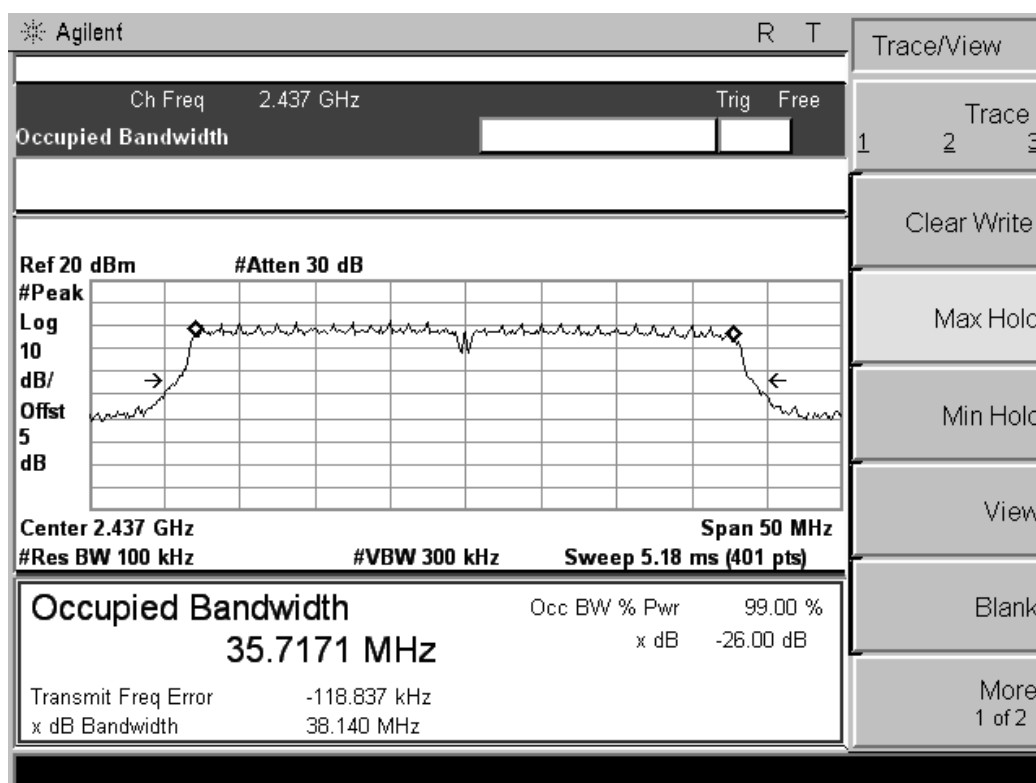 Agilent R T
Trace/View
Ch Freq 2.437 GHz Trig Free
Occupied Bandwidth
Trace
1 2 3
Clear Write
Max Hold
Min Hold
View
Blank
More
1 of 2
Ref 20 dBm #Atten 30 dB
#Peak
Log
10
dB/
Offst
5
dB
Center 2.437 GHz Span 50 MHz
#Res BW 100 kHz #VBW 300 kHz Sweep 5.18 ms (401 pts)
Occupied Bandwidth Occ BW % Pwr 99.00 %
35.7171 MHz x dB -26.00 dB
Transmit Freq Error -118.837 kHz
x dB Bandwidth 38.140 MHz